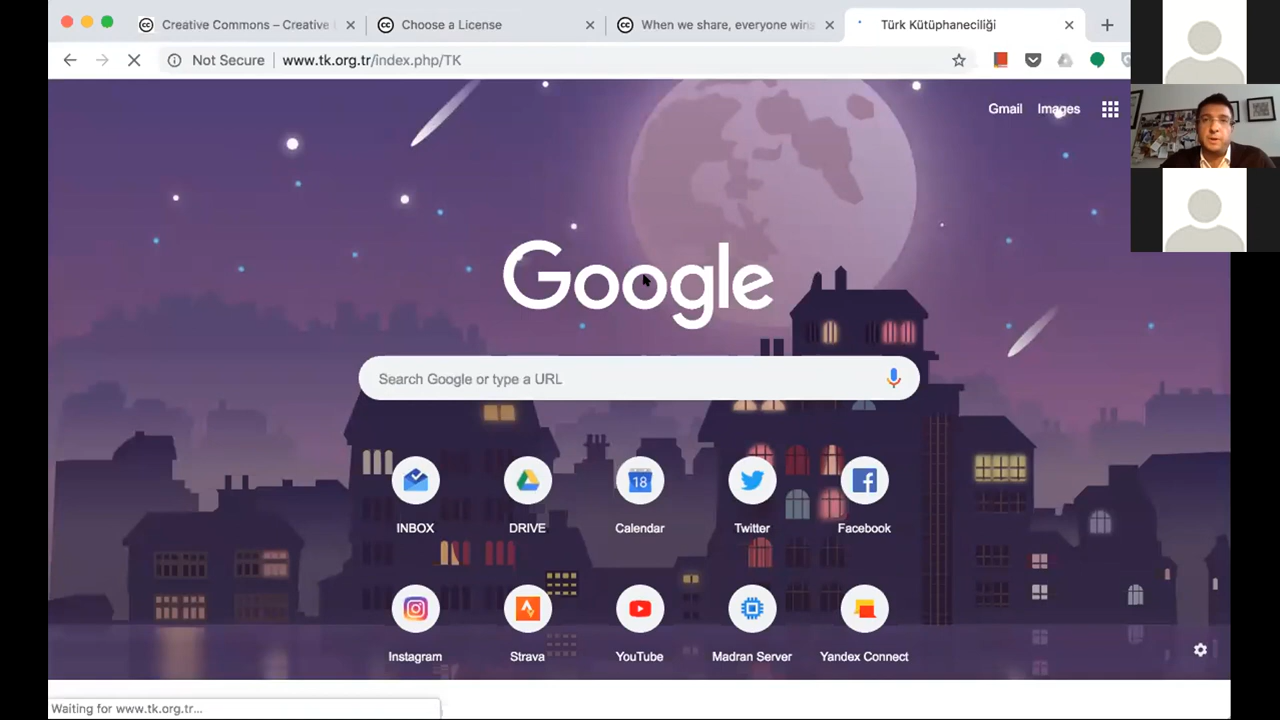 Creative Commons – Creative
Choose a License
When we share, everyone wins
Türk Kütüphaneciliği
Not Secure
www.tk.org.tr/index.php/TK
Gmail
Images
Google
Search Google or type a URL
18
INBOX
DRIVE
Calendar
Twitter
Facebook
Instagram
Strava
YouTube
Madran Server
Yandex Connect
Waiting for www.tk.org.tr...